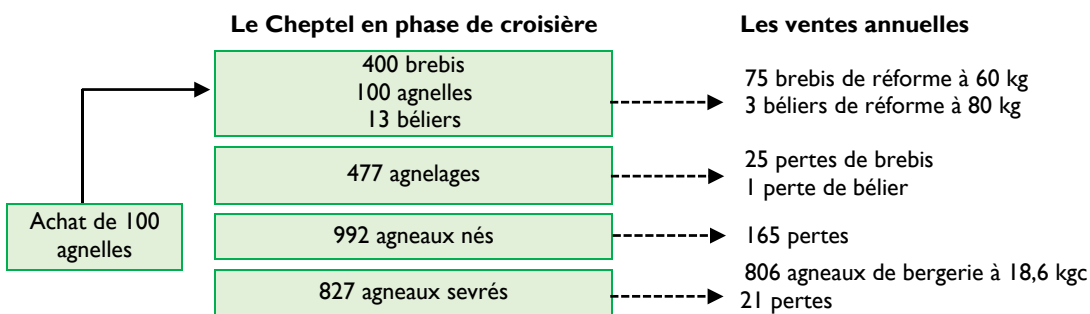 Le Cheptel en phase de croisière
Les ventes annuelles
400 brebis
100 agnelles
13 béliers
75 brebis de réforme à 60 kg
3 béliers de réforme à 80 kg
477 agnelages
25 pertes de brebis
1 perte de bélier
Achat de 100
agnelles
992 agneaux nés
165 pertes
827 agneaux sevrés
806 agneaux de bergerie à 18,6 kgc
21 pertes